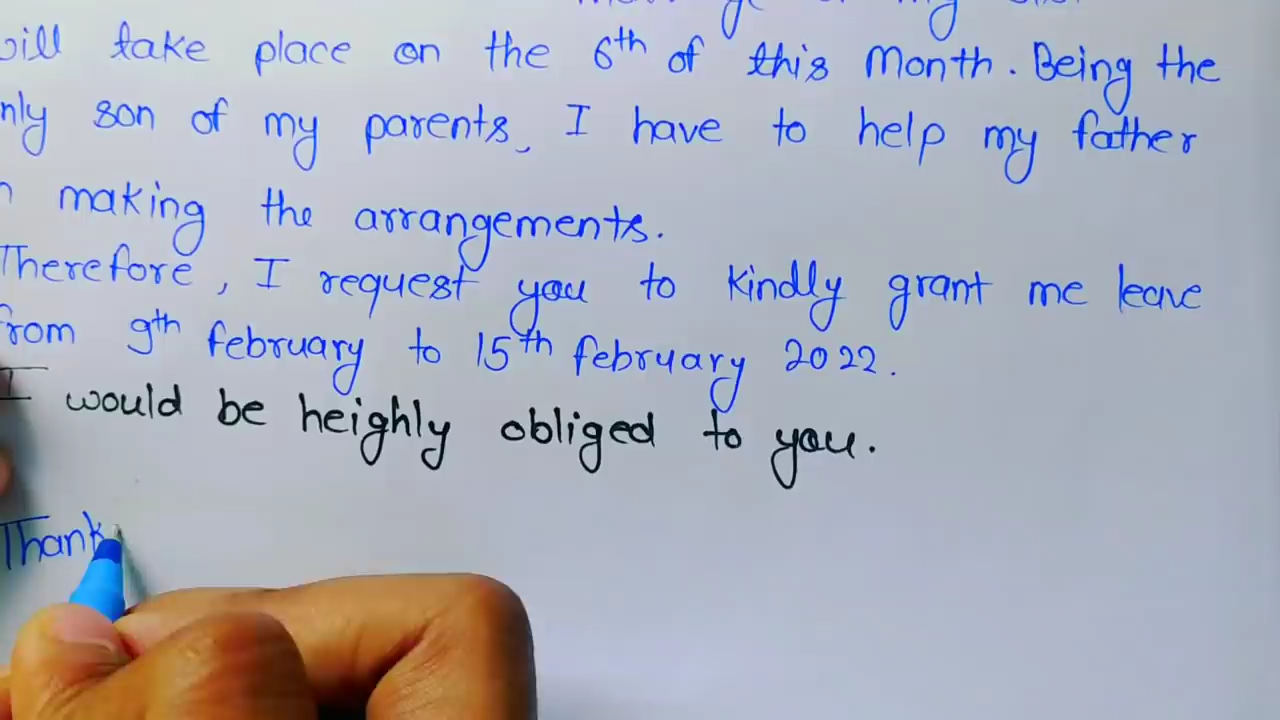 my
will take place on the 6th of this Month. Being the
only son of my parents, I have to help my father
making the arrangements.
Therefore, I request you to kindly grant me leave
from 9th february to 15th february 2022.
I would be heighly obliged to you.
Thank